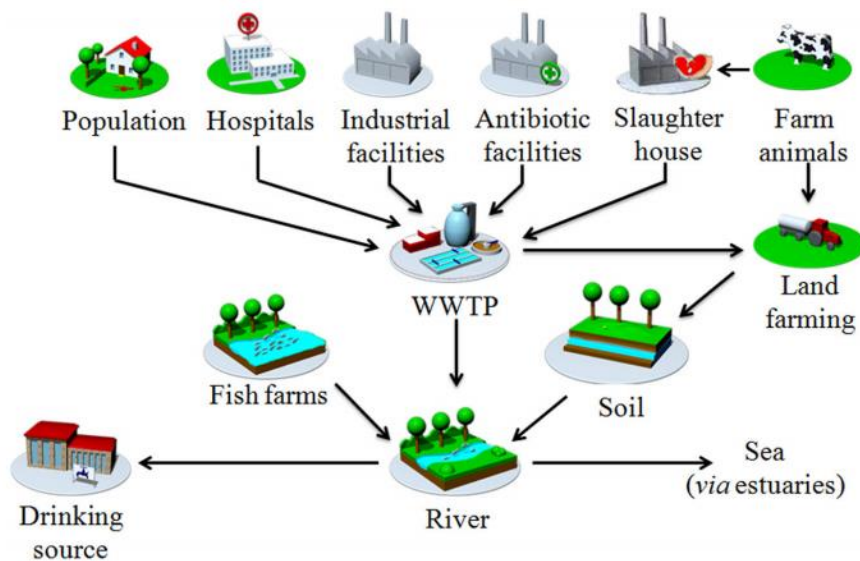 Population
Hospitals
Industrial
facilities
Antibiotic
facilities
Slaughter
house
Farm
animals
WWTP
Land
farming
Fish farms
Soil
Drinking
source
River
Sea
(via estuaries)